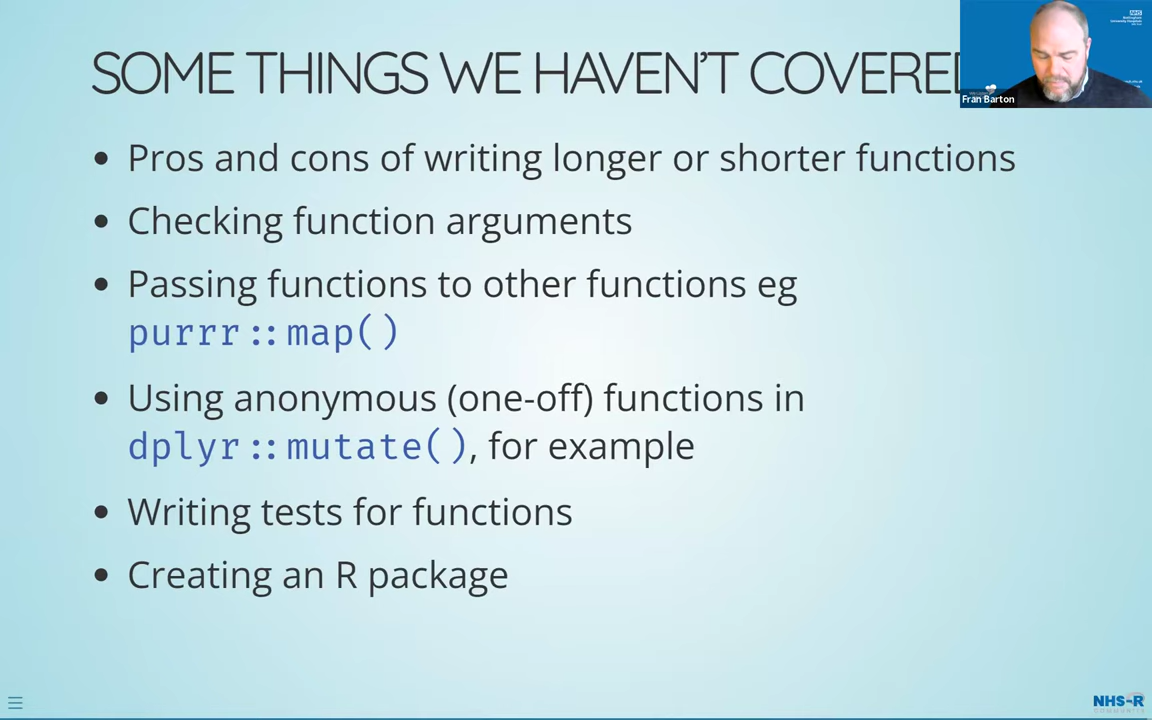 SOME THINGS WE HAVEN'T COVERED
Fran Barton
NHS
• Pros and cons of writing longer or shorter functions
• Checking function arguments
• Passing functions to other functions eg
purrr::map()
• Using anonymous (one-off) functions in
dplyr::mutate(), for example
• Writing tests for functions
• Creating an R package
NHS-R